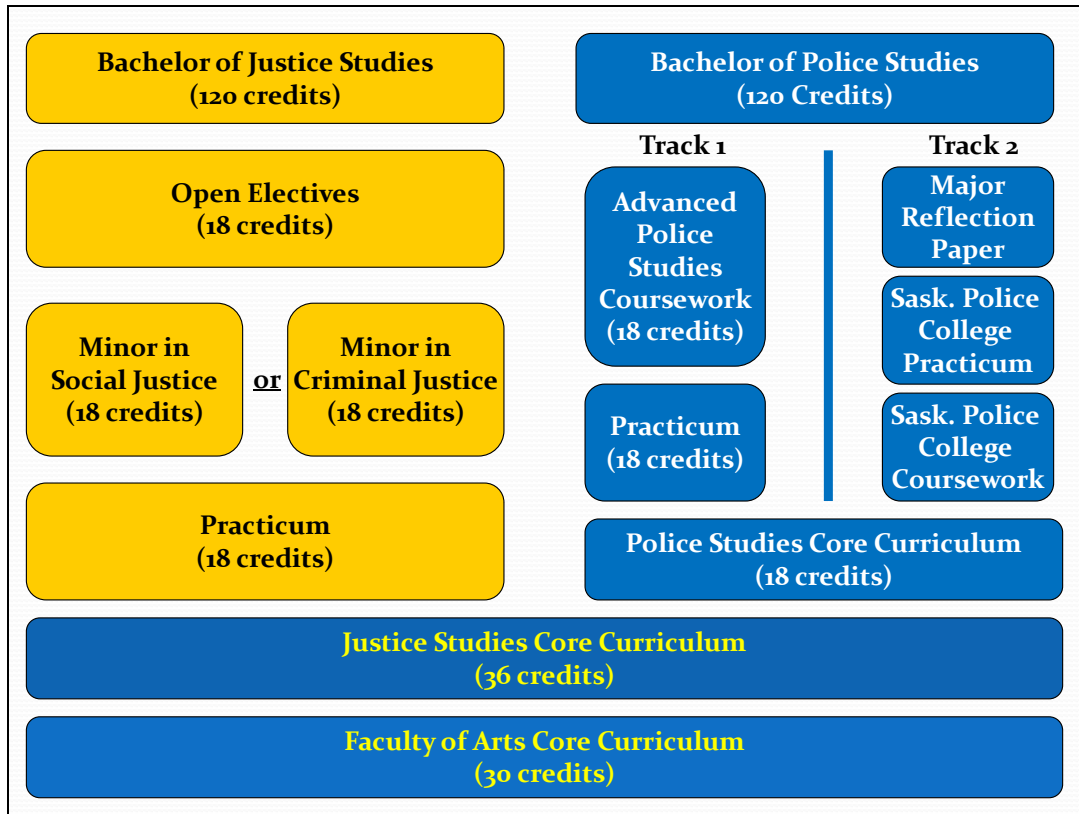 Bachelor of Justice Studies
(120 credits)
Bachelor of Police Studies
(120 Credits)
Open Electives
(18 credits)
Minor in
Social Justice
(18 credits)
or
Minor in
Criminal Justice
(18 credits)
Practicum
(18 credits)
Track 1
Advanced
Police
Studies
Coursework
(18 credits)
Practicum
(18 credits)
Track 2
Major
Reflection
Paper
Sask. Police
College
Practicum
Sask. Police
College
Coursework
Police Studies Core Curriculum
(18 credits)
Justice Studies Core Curriculum
(36 credits)
Faculty of Arts Core Curriculum
(30 credits)